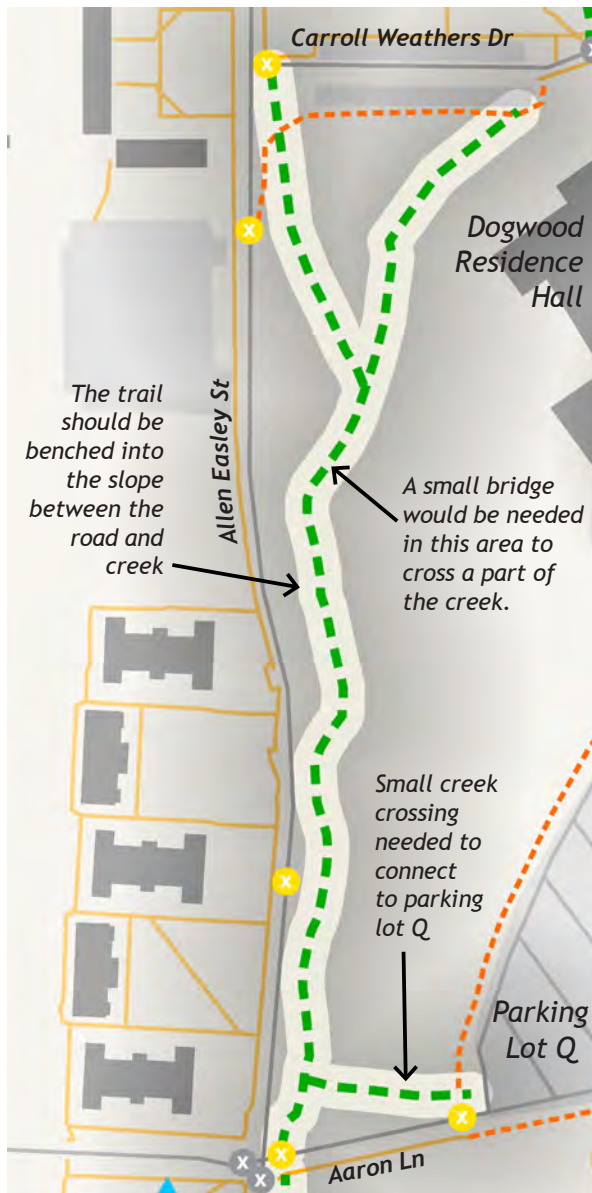 Carroll Weathers Dr
X
X
X
Dogwood
Residence
Hall
The trail
should be
benched into
the slope
between the
road and
creek
Allen Easley St
A small bridge
would be needed
in this area to
cross a part of
the creek.
Small creek
crossing
needed to
connect
to parking
lot Q
X
Parking
Lot Q
X
X
X
X
Aaron Ln